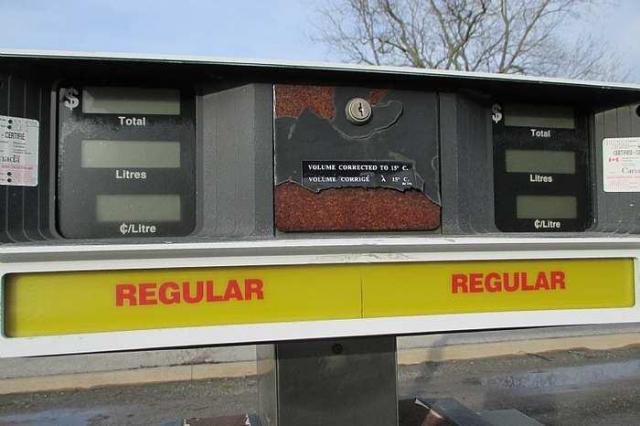 $
Total
Litres
¢/Litre
VOLUME CORRECTED TO 15° C.
VOLUME CORRIGÉ À 15° C.
$
Total
Litres
¢/Litre
REGULAR
REGULAR